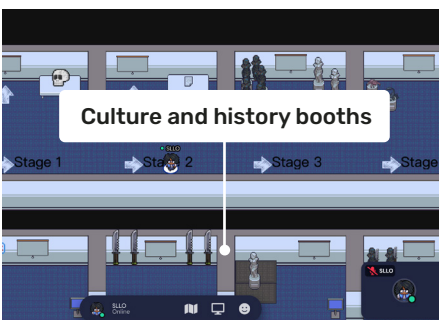 Culture and history booths
SLLO
Stage 1
Stage 2
Stage 3
Stage
SLLO
SLLO
Online